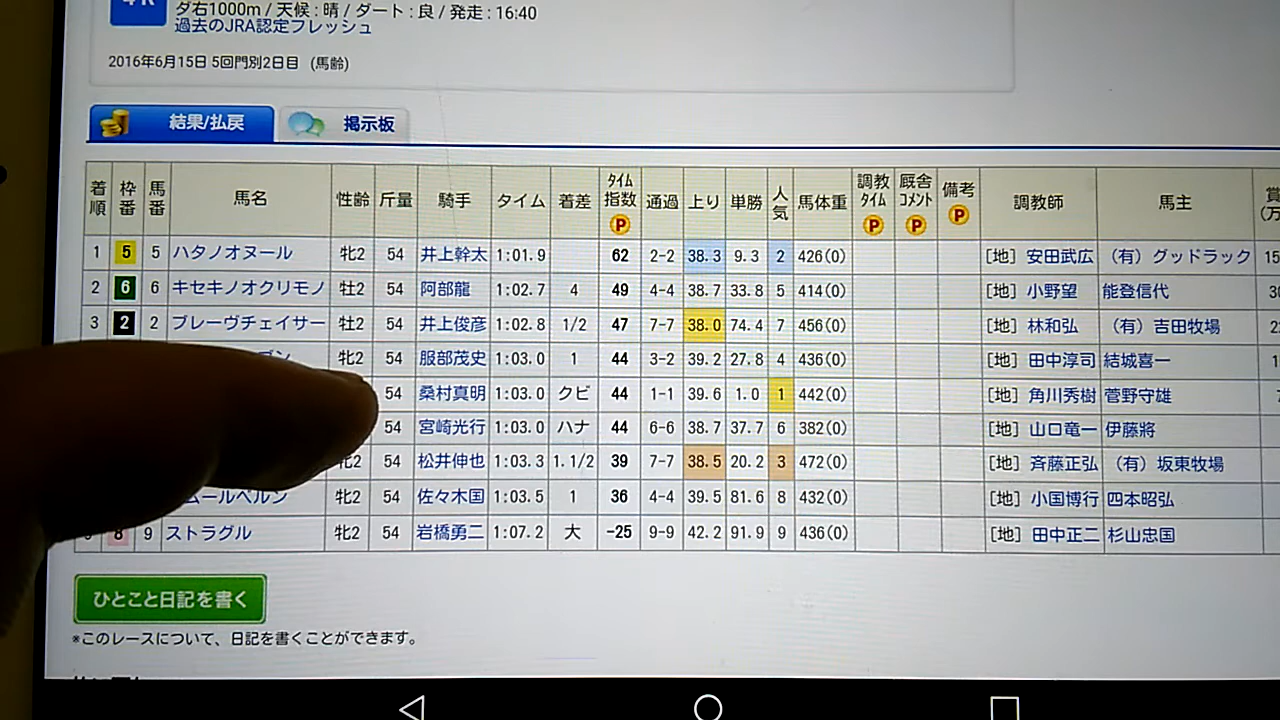 ダ右1000m / 天候 : 晴 / ダート : 良 / 発走 : 16:40
過去のJRA認定フレッシュ
2016年6月15日 5回門別2日目 (馬齢)
結果/払戻 掲示板
着順 枠番 馬番 馬名 性齢 斤量 騎手 タイム 着差 タイム指数 P 通過 上り 単勝 人気 馬体重 調教タイム P 厩舎コメント P 備考 P 調教師 馬主
1 5 5 ハタノオヌール 牝2 54 井上幹太 1:01.9 62 2-2 38.3 9.3 2 426(0) [地] 安田武広 (有) グッドラック
2 6 6 キセキノオクリモノ 牡2 54 阿部龍 1:02.7 4 49 4-4 38.7 33.8 5 414(0) [地] 小野望 能登信代
3 2 2 ブレーヴチェイサー 牡2 54 井上俊彦 1:02.8 1/2 47 7-7 38.0 74.4 7 456(0) [地] 林和弘 (有) 吉田牧場
牝2 54 服部茂史 1:03.0 1 44 3-2 39.2 27.8 4 436(0) [地] 田中淳司 結城喜一
54 桑村真明 1:03.0 クビ 44 1-1 39.6 1.0 1 442(0) [地] 角川秀樹 菅野守雄
54 宮崎光行 1:03.0 ハナ 44 6-6 38.7 37.7 6 382(0) [地] 山口竜一 伊藤將
牝2 54 松井伸也 1:03.3 1.1/2 39 7-7 38.5 20.2 3 472(0) [地] 斉藤正弘 (有) 坂東牧場
ムールベルン 牝2 54 佐々木国 1:03.5 1 36 4-4 39.5 81.6 8 432(0) [地] 小国博行 四本昭弘
8 9 ストラグル 牝2 54 岩橋勇二 1:07.2 大 -25 9-9 42.2 91.9 9 436(0) [地] 田中正二 杉山忠国
ひとこと日記を書く
※このレースについて、日記を書くことができます。